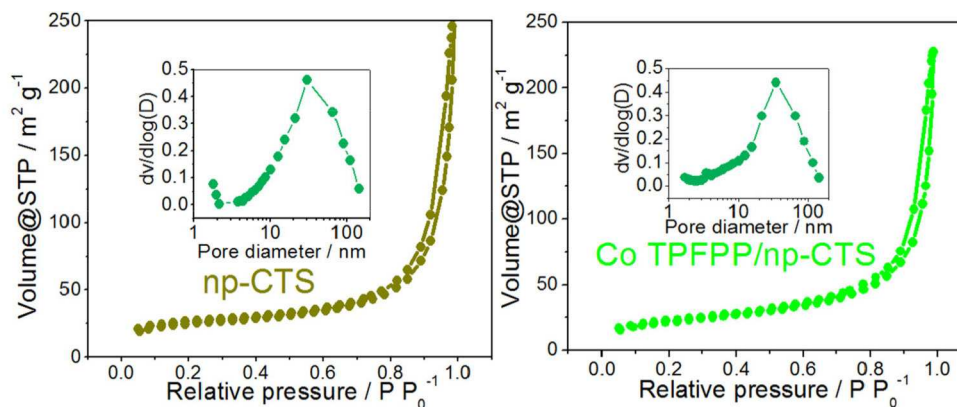 250
200
150
100
50
0
Volume@STP / m² g⁻¹
0.0 0.2 0.4 0.6 0.8 1.0
Relative pressure / P P₀⁻¹
0.5
0.4
0.3
0.2
0.1
0.0
dv/dlog(D)
1 10 100
Pore diameter / nm
np-CTS
250
200
150
100
50
0
Volume@STP / m² g⁻¹
0.0 0.2 0.4 0.6 0.8 1.0
Relative pressure / P P₀⁻¹
0.5
0.4
0.3
0.2
0.1
0.0
dv/dlog(D)
1 10 100
Pore diameter / nm
Co TPFPP/np-CTS